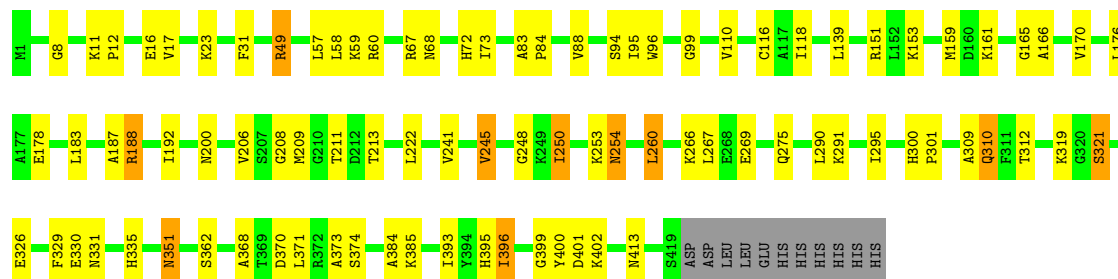 M1 G8 K11 P12 E16 V17 K23 F31 R49 L57 L58 K59 R60 R67 N68 H72 I73 A83 P84 V88 S94 I95 W96 G99 V110 C116 A117 I118 L139 R151 L152 K153 M159 D160 K161 G165 A166 V170 I176
A177 E178 L183 A187 R188 I192 N200 V206 S207 G208 M209 G210 T211 D212 T213 L222 V241 V245 G248 K249 I250 K253 N254 L260 K266 L267 E268 E269 Q275 L290 K291 I295 H300 P301 A309 Q310 F311 T312 K319 G320 S321
E326 F329 E330 N331 H335 N351 S362 A368 T369 D370 L371 R372 A373 S374 A384 K385 I393 Y394 H395 I396 G399 Y400 D401 K402 N413 S419 ASP ASP LEU LEU GLU HIS HIS HIS HIS HIS HIS